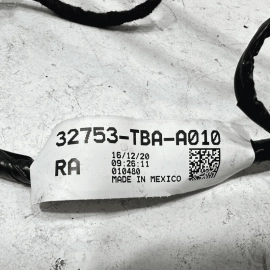 32753-TBA-A010
RA
16/12/20
09:26:11
010480
MADE IN MEXICO